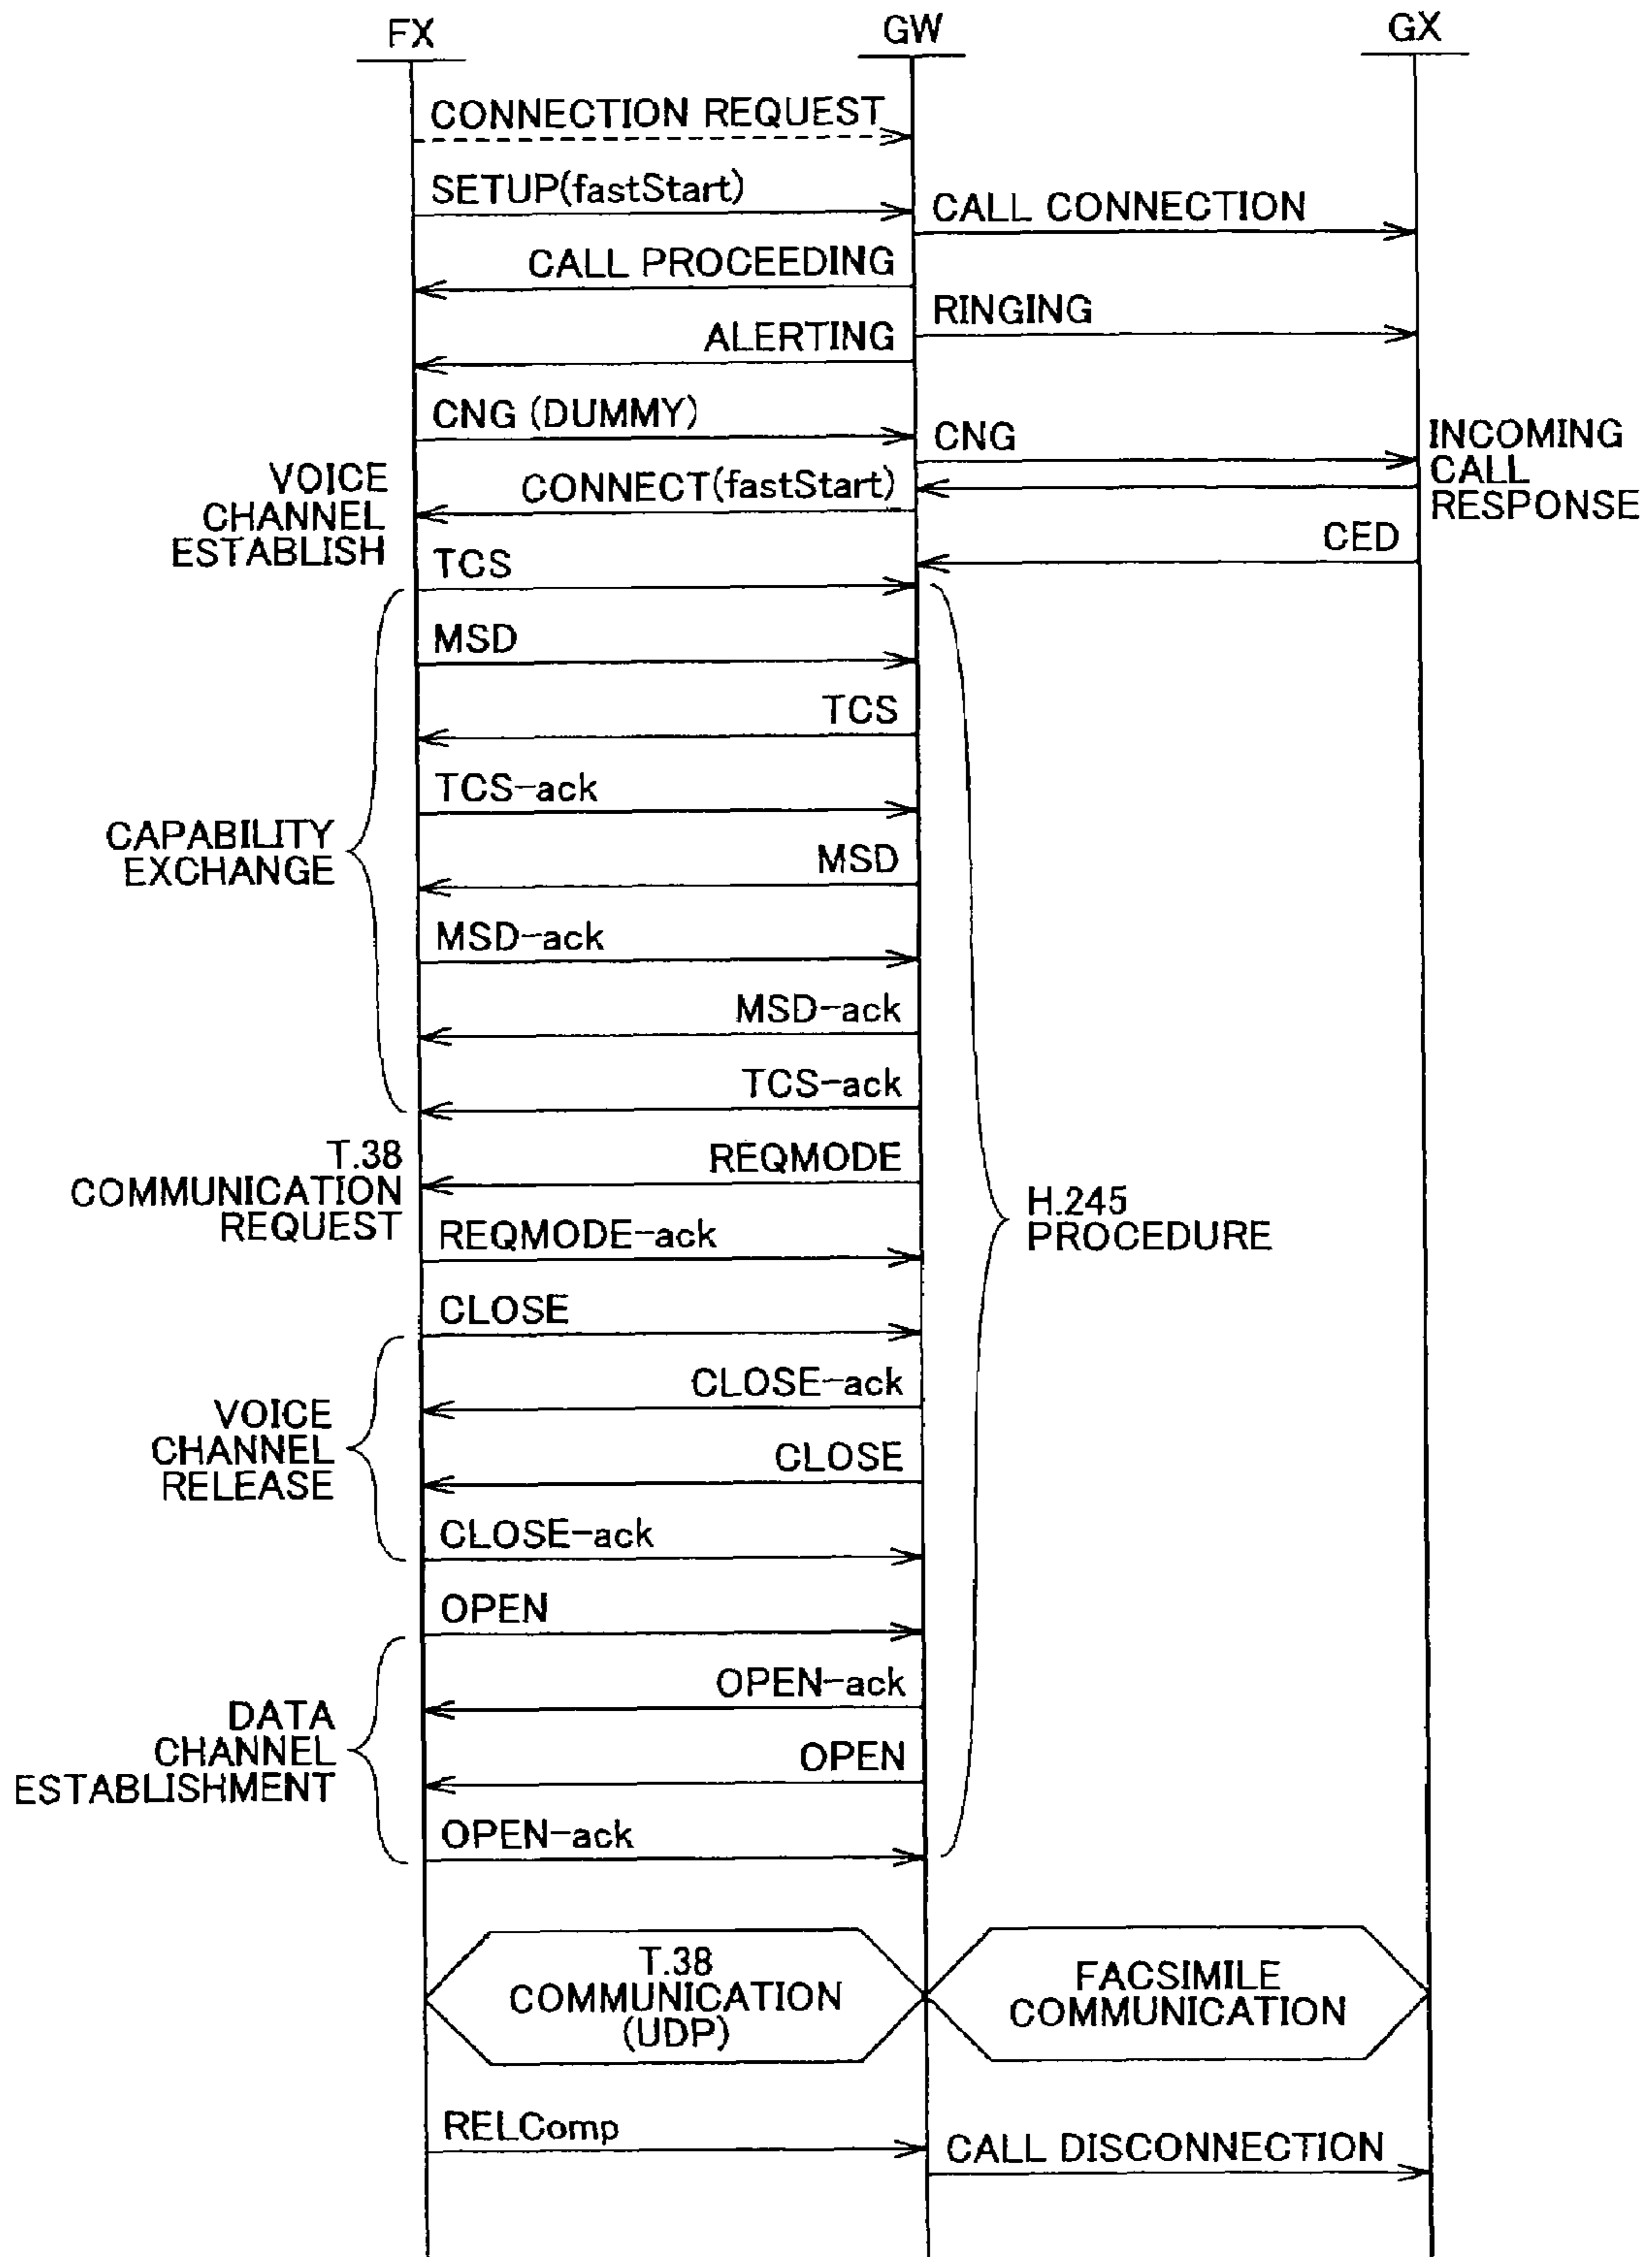 FX
GW
GX
CONNECTION REQUEST
SETUP(fastStart)
CALL CONNECTION
CALL PROCEEDING
RINGING
ALERTING
CNG (DUMMY)
CNG
INCOMING
CALL
RESPONSE
VOICE
CHANNEL
ESTABLISH
CONNECT(fastStart)
CED
TCS
MSD
TCS
TCS-ack
CAPABILITY
EXCHANGE
MSD
MSD-ack
MSD-ack
TCS-ack
T.38
COMMUNICATION
REQUEST
REQMODE
H.245
PROCEDURE
REQMODE-ack
CLOSE
CLOSE-ack
VOICE
CHANNEL
RELEASE
CLOSE
CLOSE-ack
OPEN
OPEN-ack
DATA
CHANNEL
ESTABLISHMENT
OPEN
OPEN-ack
T.38
COMMUNICATION
(UDP)
FACSIMILE
COMMUNICATION
RELComp
CALL DISCONNECTION